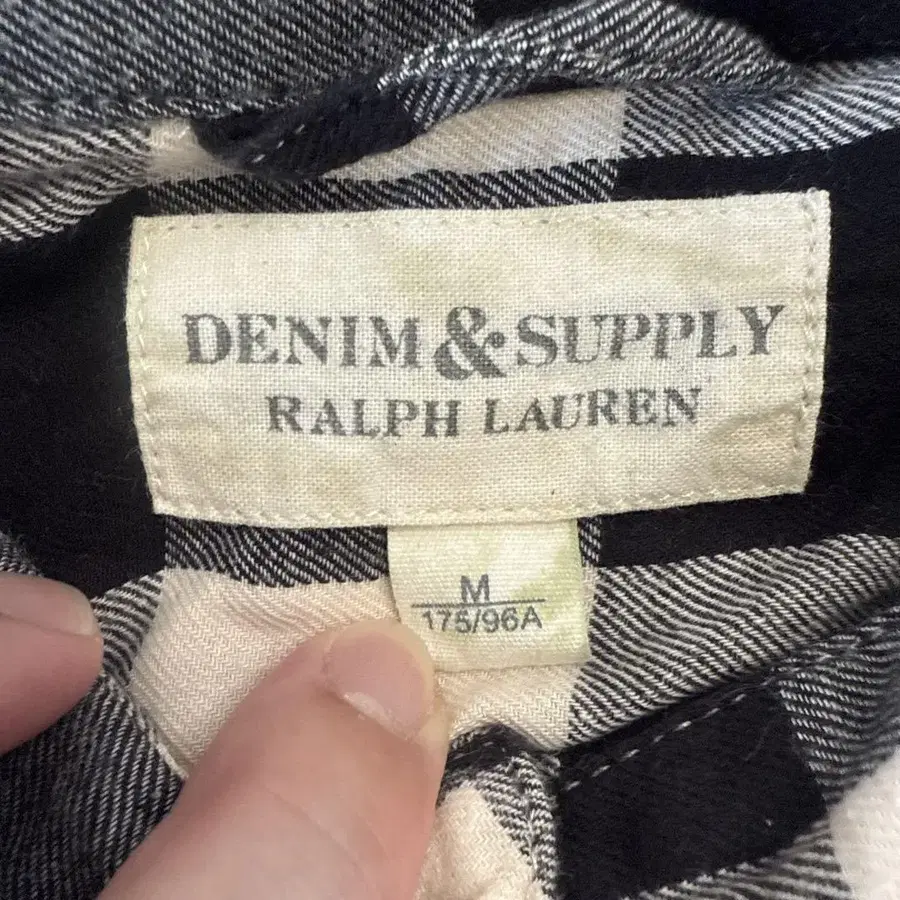 DENIM & SUPPLY
RALPH LAUREN
M
175/96A